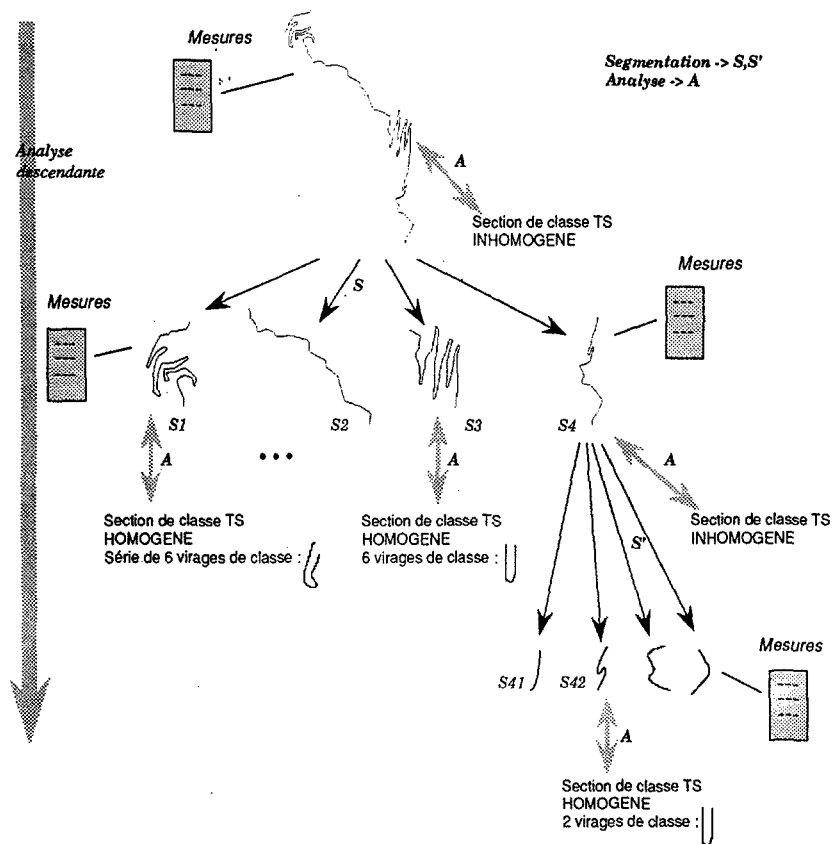 Mesures
Segmentation -> S,S'
Analyse -> A
Analyse
descendante
A
Section de classe TS
INHOMOGENE
Mesures
S
Mesures
S1
S2
S3
S4
A
...
A
A
Section de classe TS
HOMOGENE
Série de 6 virages de classe :
Section de classe TS
HOMOGENE
6 virages de classe :
Section de classe TS
INHOMOGENE
S'
Mesures
S41
S42
A
Section de classe TS
HOMOGENE
2 virages de classe :